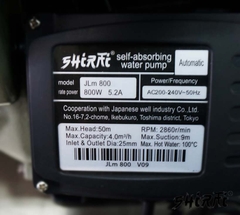 SHIRAI self-absorbing
water pump Automatic
model JLm 800
rate power 800W 5.2A
Power/Frequency
AC200-240V~50Hz
Cooperation with Japanese well industry Co.,ltd.
No.16-7,2-chome, Ikebukuro, Toshima district, Tokyo
Max.Head:50m RPM: 2860r/min
Max.Capacity:4.0m³/h Max.Suction:9m
Inlet & Outlet Dia:25mm Max. Hot Water: 100°C
JLm 800 V09